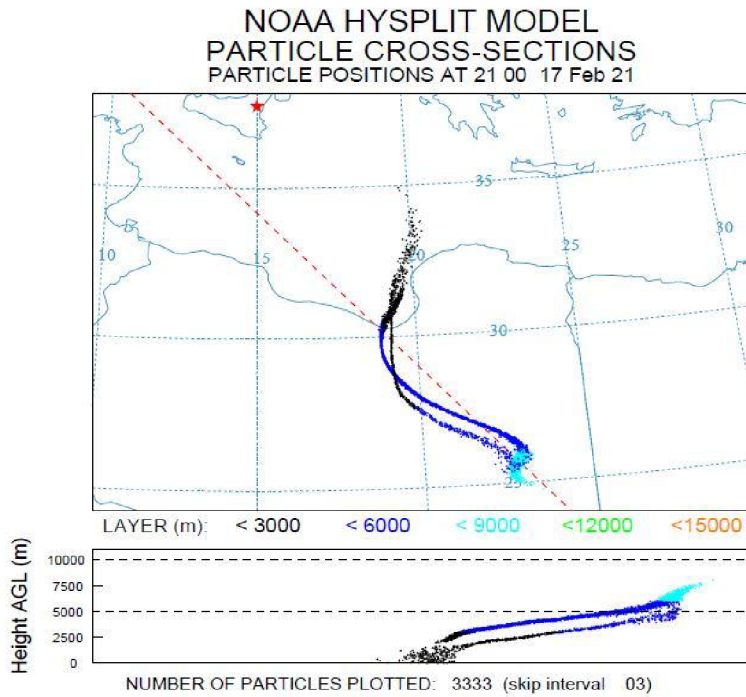 NOAA HYSPLIT MODEL
PARTICLE CROSS-SECTIONS
PARTICLE POSITIONS AT 21 00 17 Feb 21
35
30
10
15
20
25
30
25
LAYER (m): < 3000 < 6000 < 9000 <12000 <15000
Height AGL (m)
10000
7500
5000
2500
0
NUMBER OF PARTICLES PLOTTED: 3333 (skip interval 03)